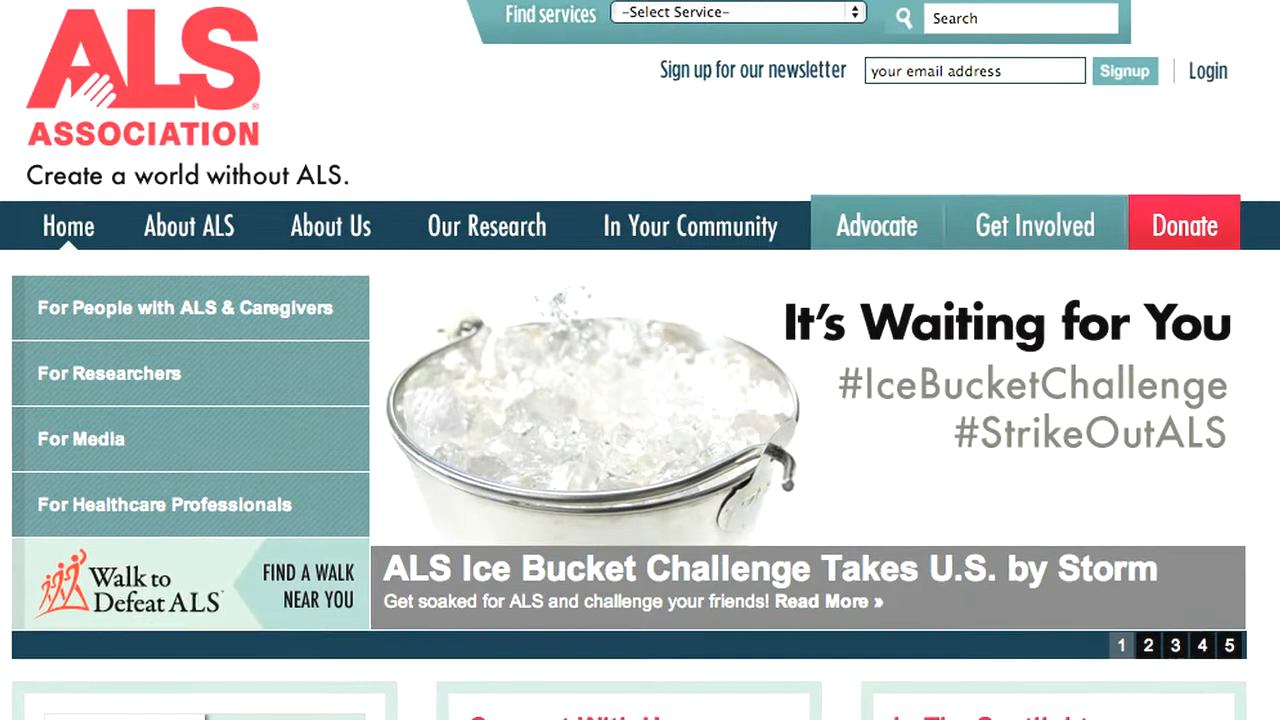 Find services
-Select Service-
Search
Sign up for our newsletter
your email address
Signup
Login
ALS
ASSOCIATION
Create a world without ALS.
Home
About ALS
About Us
Our Research
In Your Community
Advocate
Get Involved
Donate
For People with ALS & Caregivers
For Researchers
For Media
For Healthcare Professionals
Walk to
Defeat ALS
FIND A WALK
NEAR YOU
It's Waiting for You
#IceBucketChallenge
#StrikeOutALS
ALS Ice Bucket Challenge Takes U.S. by Storm
Get soaked for ALS and challenge your friends! Read More »
1 2 3 4 5